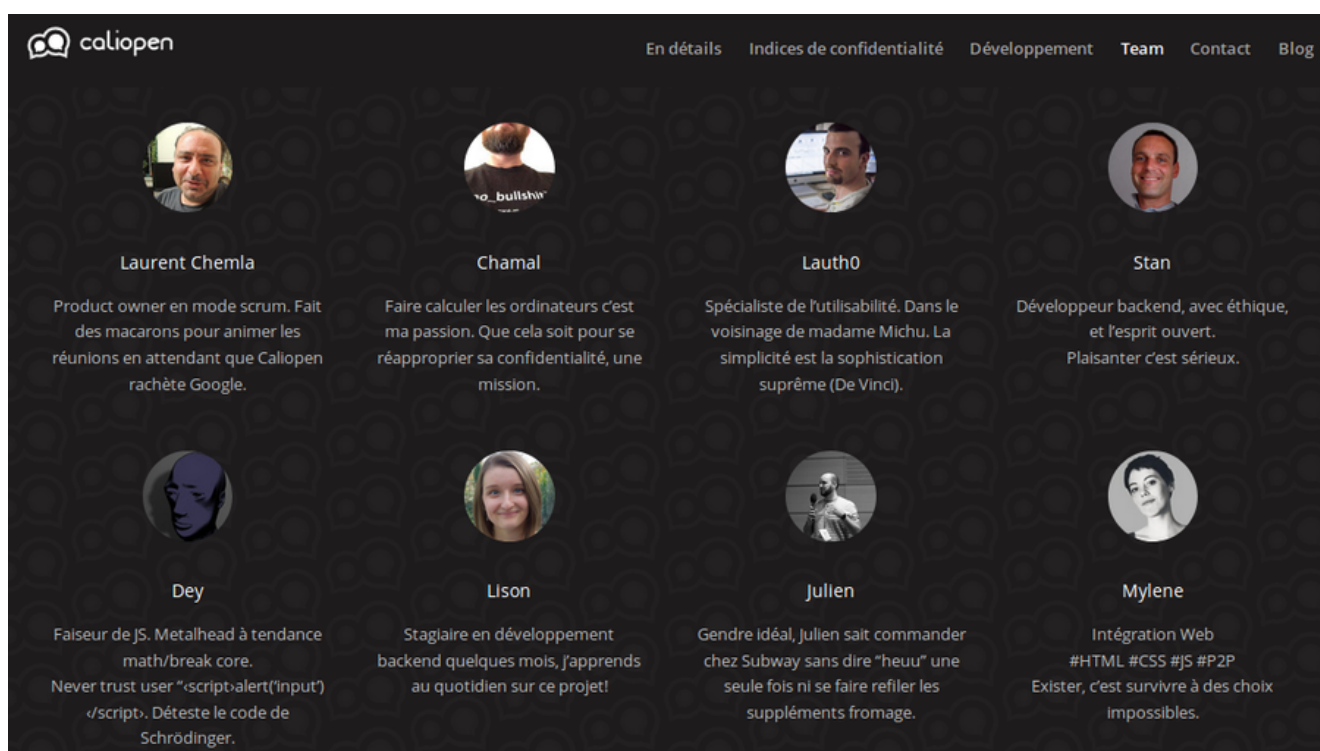 caliopen
En détails Indices de confidentialité Développement Team Contact Blog
no_bullshi
Laurent Chemla
Product owner en mode scrum. Fait
des macarons pour animer les
réunions en attendant que Caliopen
rachète Google.
Chamal
Faire calculer les ordinateurs c’est
ma passion. Que cela soit pour se
réapproprier sa confidentialité, une
mission.
Lauth0
Spécialiste de l’utilisabilité. Dans le
voisinage de madame Michu. La
simplicité est la sophistication
suprême (De Vinci).
Stan
Développeur backend, avec éthique,
et l’esprit ouvert.
Plaisanter c’est sérieux.
Dey
Faiseur de JS. Metalhead à tendance
math/break core.
Never trust user “‹script›alert(‘input’)
‹/script›. Déteste le code de
Schrödinger.
Lison
Stagiaire en développement
backend quelques mois, j’apprends
au quotidien sur ce projet!
Julien
Gendre idéal, Julien sait commander
chez Subway sans dire “heuu” une
seule fois ni se faire refiler les
suppléments fromage.
Mylene
Intégration Web
#HTML #CSS #JS #P2P
Exister, c’est survivre à des choix
impossibles.